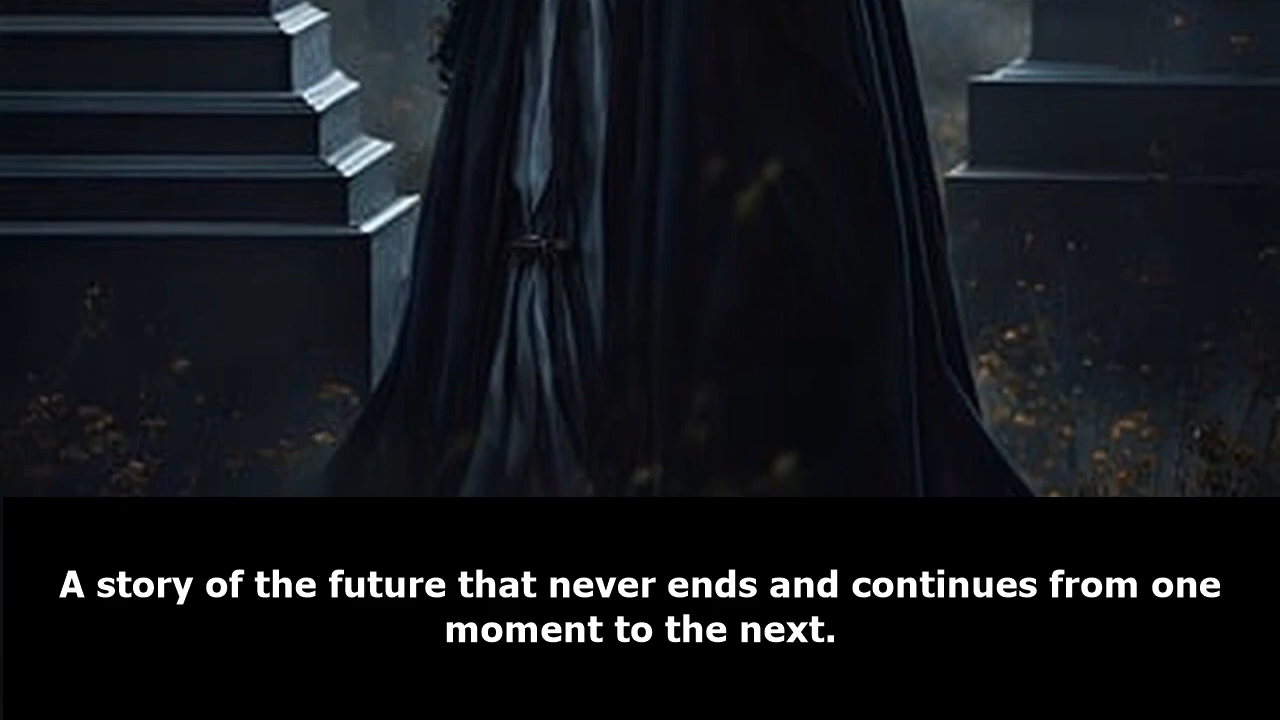 A story of the future that never ends and continues from one
moment to the next.